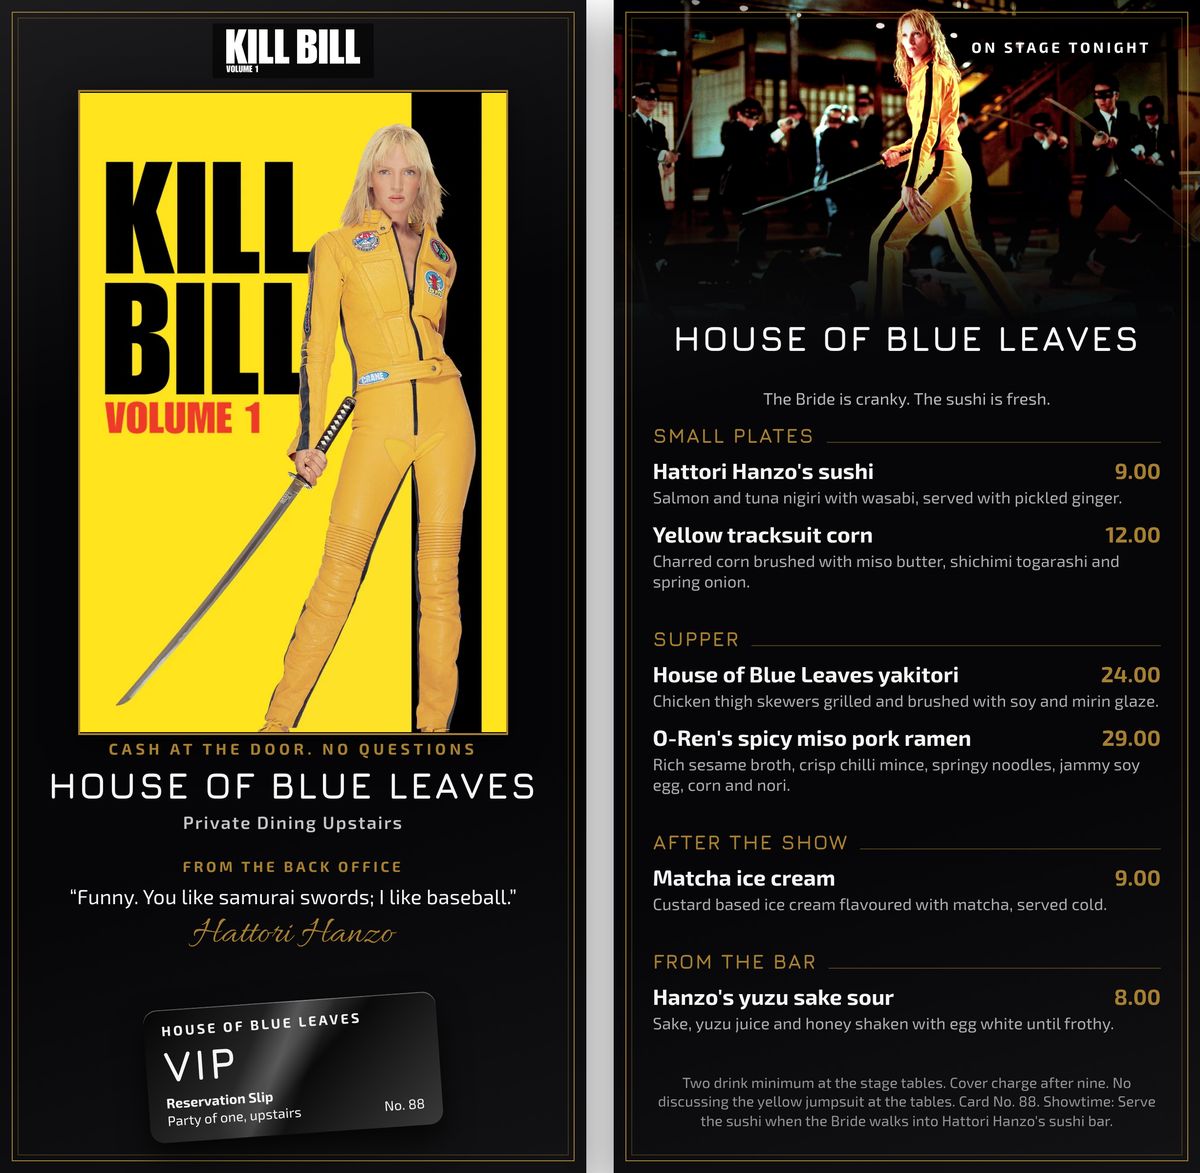 KILL BILL
VOLUME 1
KILL
BILL
VOLUME 1
CRANE
CASH AT THE DOOR. NO QUESTIONS
HOUSE OF BLUE LEAVES
Private Dining Upstairs
FROM THE BACK OFFICE
“Funny. You like samurai swords; I like baseball.”
Hattori Hanzo
HOUSE OF BLUE LEAVES
VIP
Reservation Slip
Party of one, upstairs
No. 88
ON STAGE TONIGHT
HOUSE OF BLUE LEAVES
The Bride is cranky. The sushi is fresh.
SMALL PLATES
Hattori Hanzo's sushi 9.00
Salmon and tuna nigiri with wasabi, served with pickled ginger.
Yellow tracksuit corn 12.00
Charred corn brushed with miso butter, shichimi togarashi and
spring onion.
SUPPER
House of Blue Leaves yakitori 24.00
Chicken thigh skewers grilled and brushed with soy and mirin glaze.
O-Ren's spicy miso pork ramen 29.00
Rich sesame broth, crisp chilli mince, springy noodles, jammy soy
egg, corn and nori.
AFTER THE SHOW
Matcha ice cream 9.00
Custard based ice cream flavoured with matcha, served cold.
FROM THE BAR
Hanzo's yuzu sake sour 8.00
Sake, yuzu juice and honey shaken with egg white until frothy.
Two drink minimum at the stage tables. Cover charge after nine. No
discussing the yellow jumpsuit at the tables. Card No. 88. Showtime: Serve
the sushi when the Bride walks into Hattori Hanzo's sushi bar.